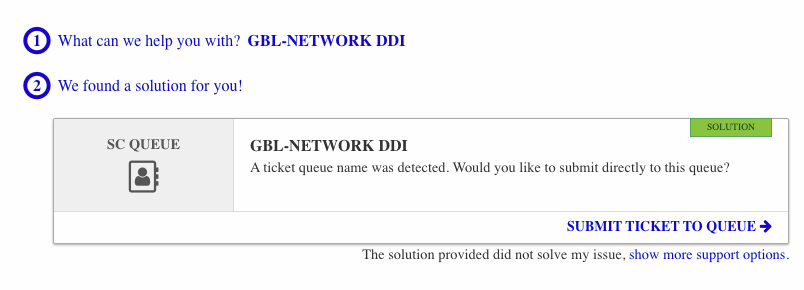 1 What can we help you with? GBL-NETWORK DDI
2 We found a solution for you!
SOLUTION
SC QUEUE
GBL-NETWORK DDI
A ticket queue name was detected. Would you like to submit directly to this queue?
SUBMIT TICKET TO QUEUE
The solution provided did not solve my issue, show more support options.